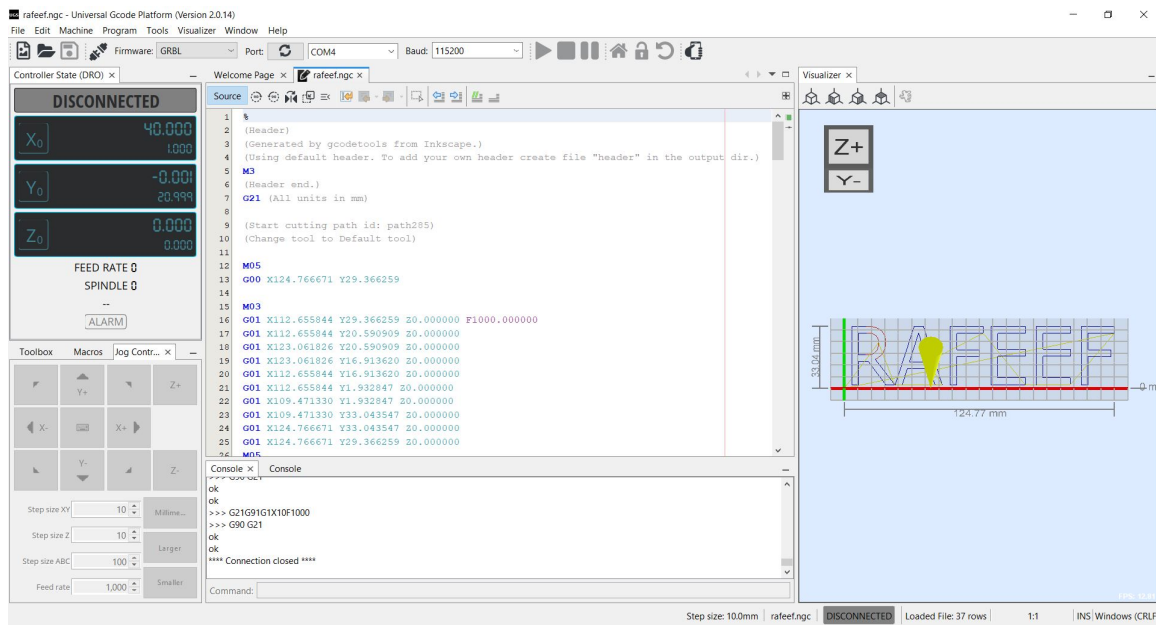 rafeef.ngc - Universal Gcode Platform (Version 2.0.14)
File Edit Machine Program Tools Visualizer Window Help
Firmware: GRBL Port: COM4 Baud: 115200
Controller State (DRO)
DISCONNECTED
X0 40.000
1.000
Y0 -0.001
20.999
Z0 0.000
0.000
FEED RATE 0
SPINDLE 0
--
ALARM
Toolbox Macros Jog Contr...
Y+ Z+
X- X+
Y- Z-
Step size XY 10 Millime...
Step size Z 10
Larger
Step size ABC 100
Feed rate 1,000 Smaller
Welcome Page rafeef.ngc
Source
1 %
2 (Header)
3 (Generated by gcodetools from Inkscape.)
4 (Using default header. To add your own header create file "header" in the output dir.)
5 M3
6 (Header end.)
7 G21 (All units in mm)
8
9 (Start cutting path id: path285)
10 (Change tool to Default tool)
11
12 M05
13 G00 X124.766671 Y29.366259
14
15 M03
16 G01 X112.655844 Y29.366259 Z0.000000 F1000.000000
17 G01 X112.655844 Y20.590909 Z0.000000
18 G01 X123.061826 Y20.590909 Z0.000000
19 G01 X123.061826 Y16.913620 Z0.000000
20 G01 X112.655844 Y16.913620 Z0.000000
21 G01 X112.655844 Y1.932847 Z0.000000
22 G01 X109.471330 Y1.932847 Z0.000000
23 G01 X109.471330 Y33.043547 Z0.000000
24 G01 X124.766671 Y33.043547 Z0.000000
25 G01 X124.766671 Y29.366259 Z0.000000
26 M05
Console Console
>>> G90 G21
ok
ok
>>> G21G91G1X10F1000
>>> G90 G21
ok
ok
**** Connection closed ****
Command:
Visualizer
Z+
Y-
RAFEEF
33.04 mm
0 m
124.77 mm
Step size: 10.0mm rafeef.ngc DISCONNECTED Loaded File: 37 rows 1:1 INS Windows (CRLF